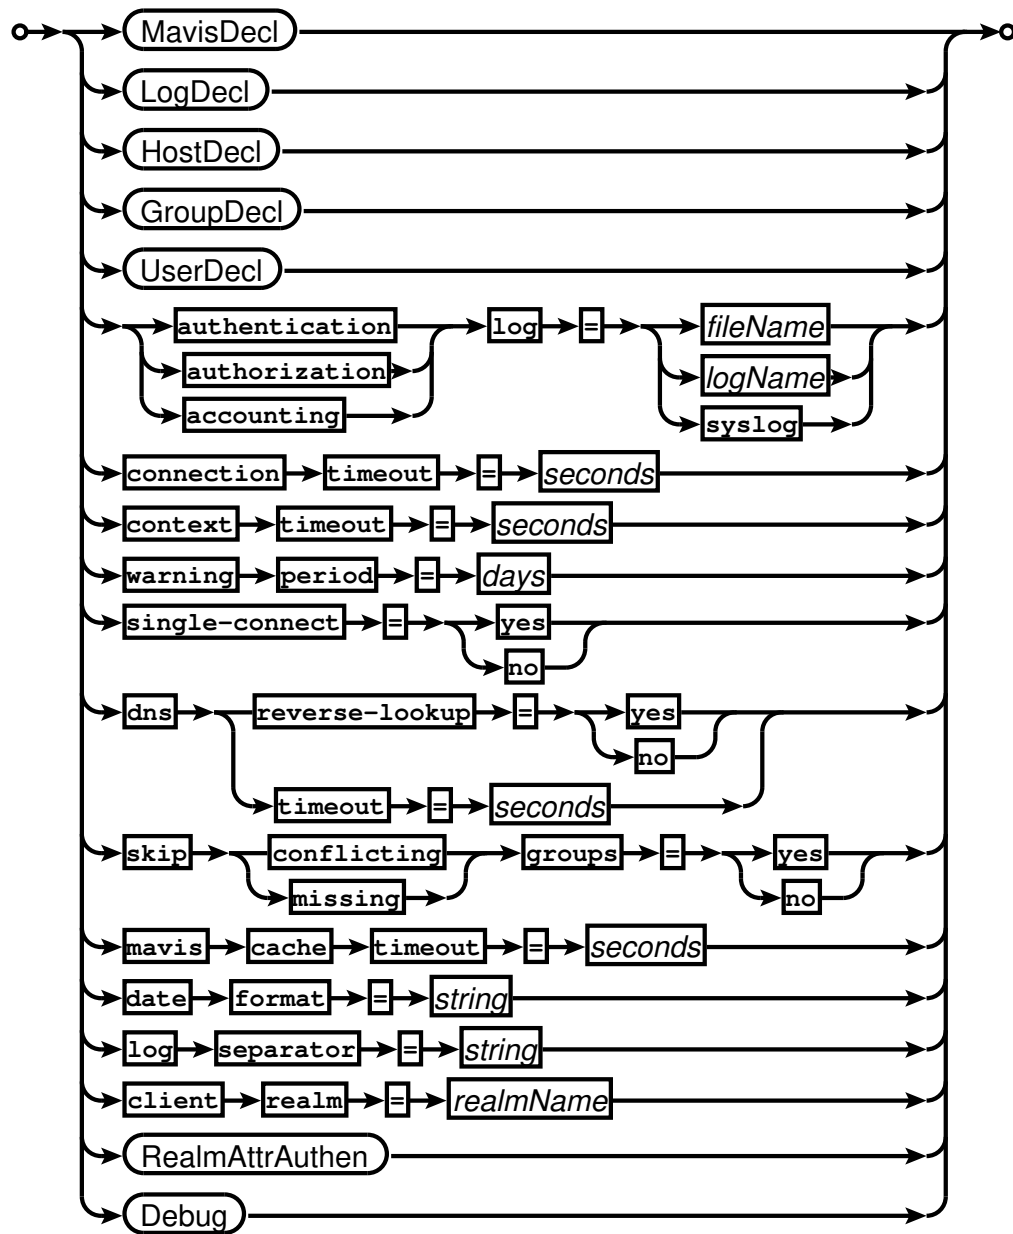 MavisDecl
LogDecl
HostDecl
GroupDecl
UserDecl
authentication log = fileName
authorization logName
accounting syslog
connection timeout = seconds
context timeout = seconds
warning period = days
single-connect = yes
no
dns reverse-lookup = yes
no
timeout = seconds
skip conflicting groups = yes
missing no
mavis cache timeout = seconds
date format = string
log separator = string
client realm = realmName
RealmAttrAuthen
Debug